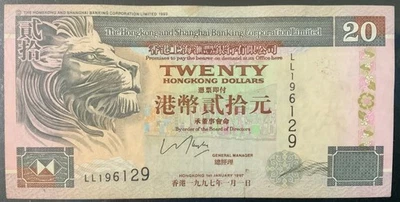 © THE HONGKONG AND SHANGHAI BANKING CORPORATION LIMITED 1995
20
The Hongkong and Shanghai Banking Corporation Limited
香港上海滙豐銀行有限公司
Promises to pay the bearer on demand at its Office here
貳拾
TWENTY
HONGKONG DOLLARS
憑票即付
港幣貳拾元
承董事會命
By order of the Board of Directors
LL196129
GENERAL MANAGER
總經理
LL196129
HONGKONG 1ST JANUARY 1997
香港一九九七年一月一日
20